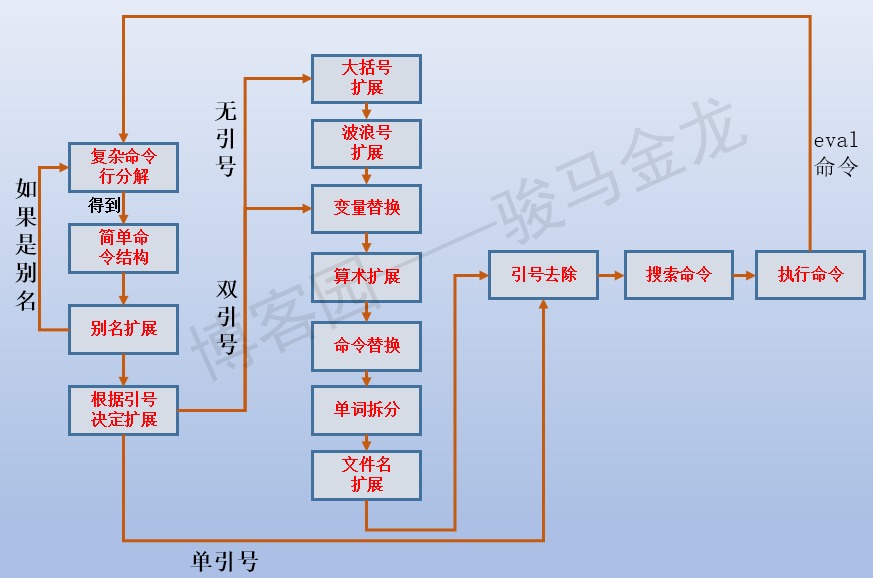 复杂命令
行分解
得到
简单命
令结构
如果是别名
别名扩展
根据引号
决定扩展
无引号
双引号
单引号
大括号
扩展
波浪号
扩展
变量替换
算术扩展
命令替换
单词拆分
文件名
扩展
引号去除
搜索命令
执行命令
eval
命令
博客园——骏马金龙